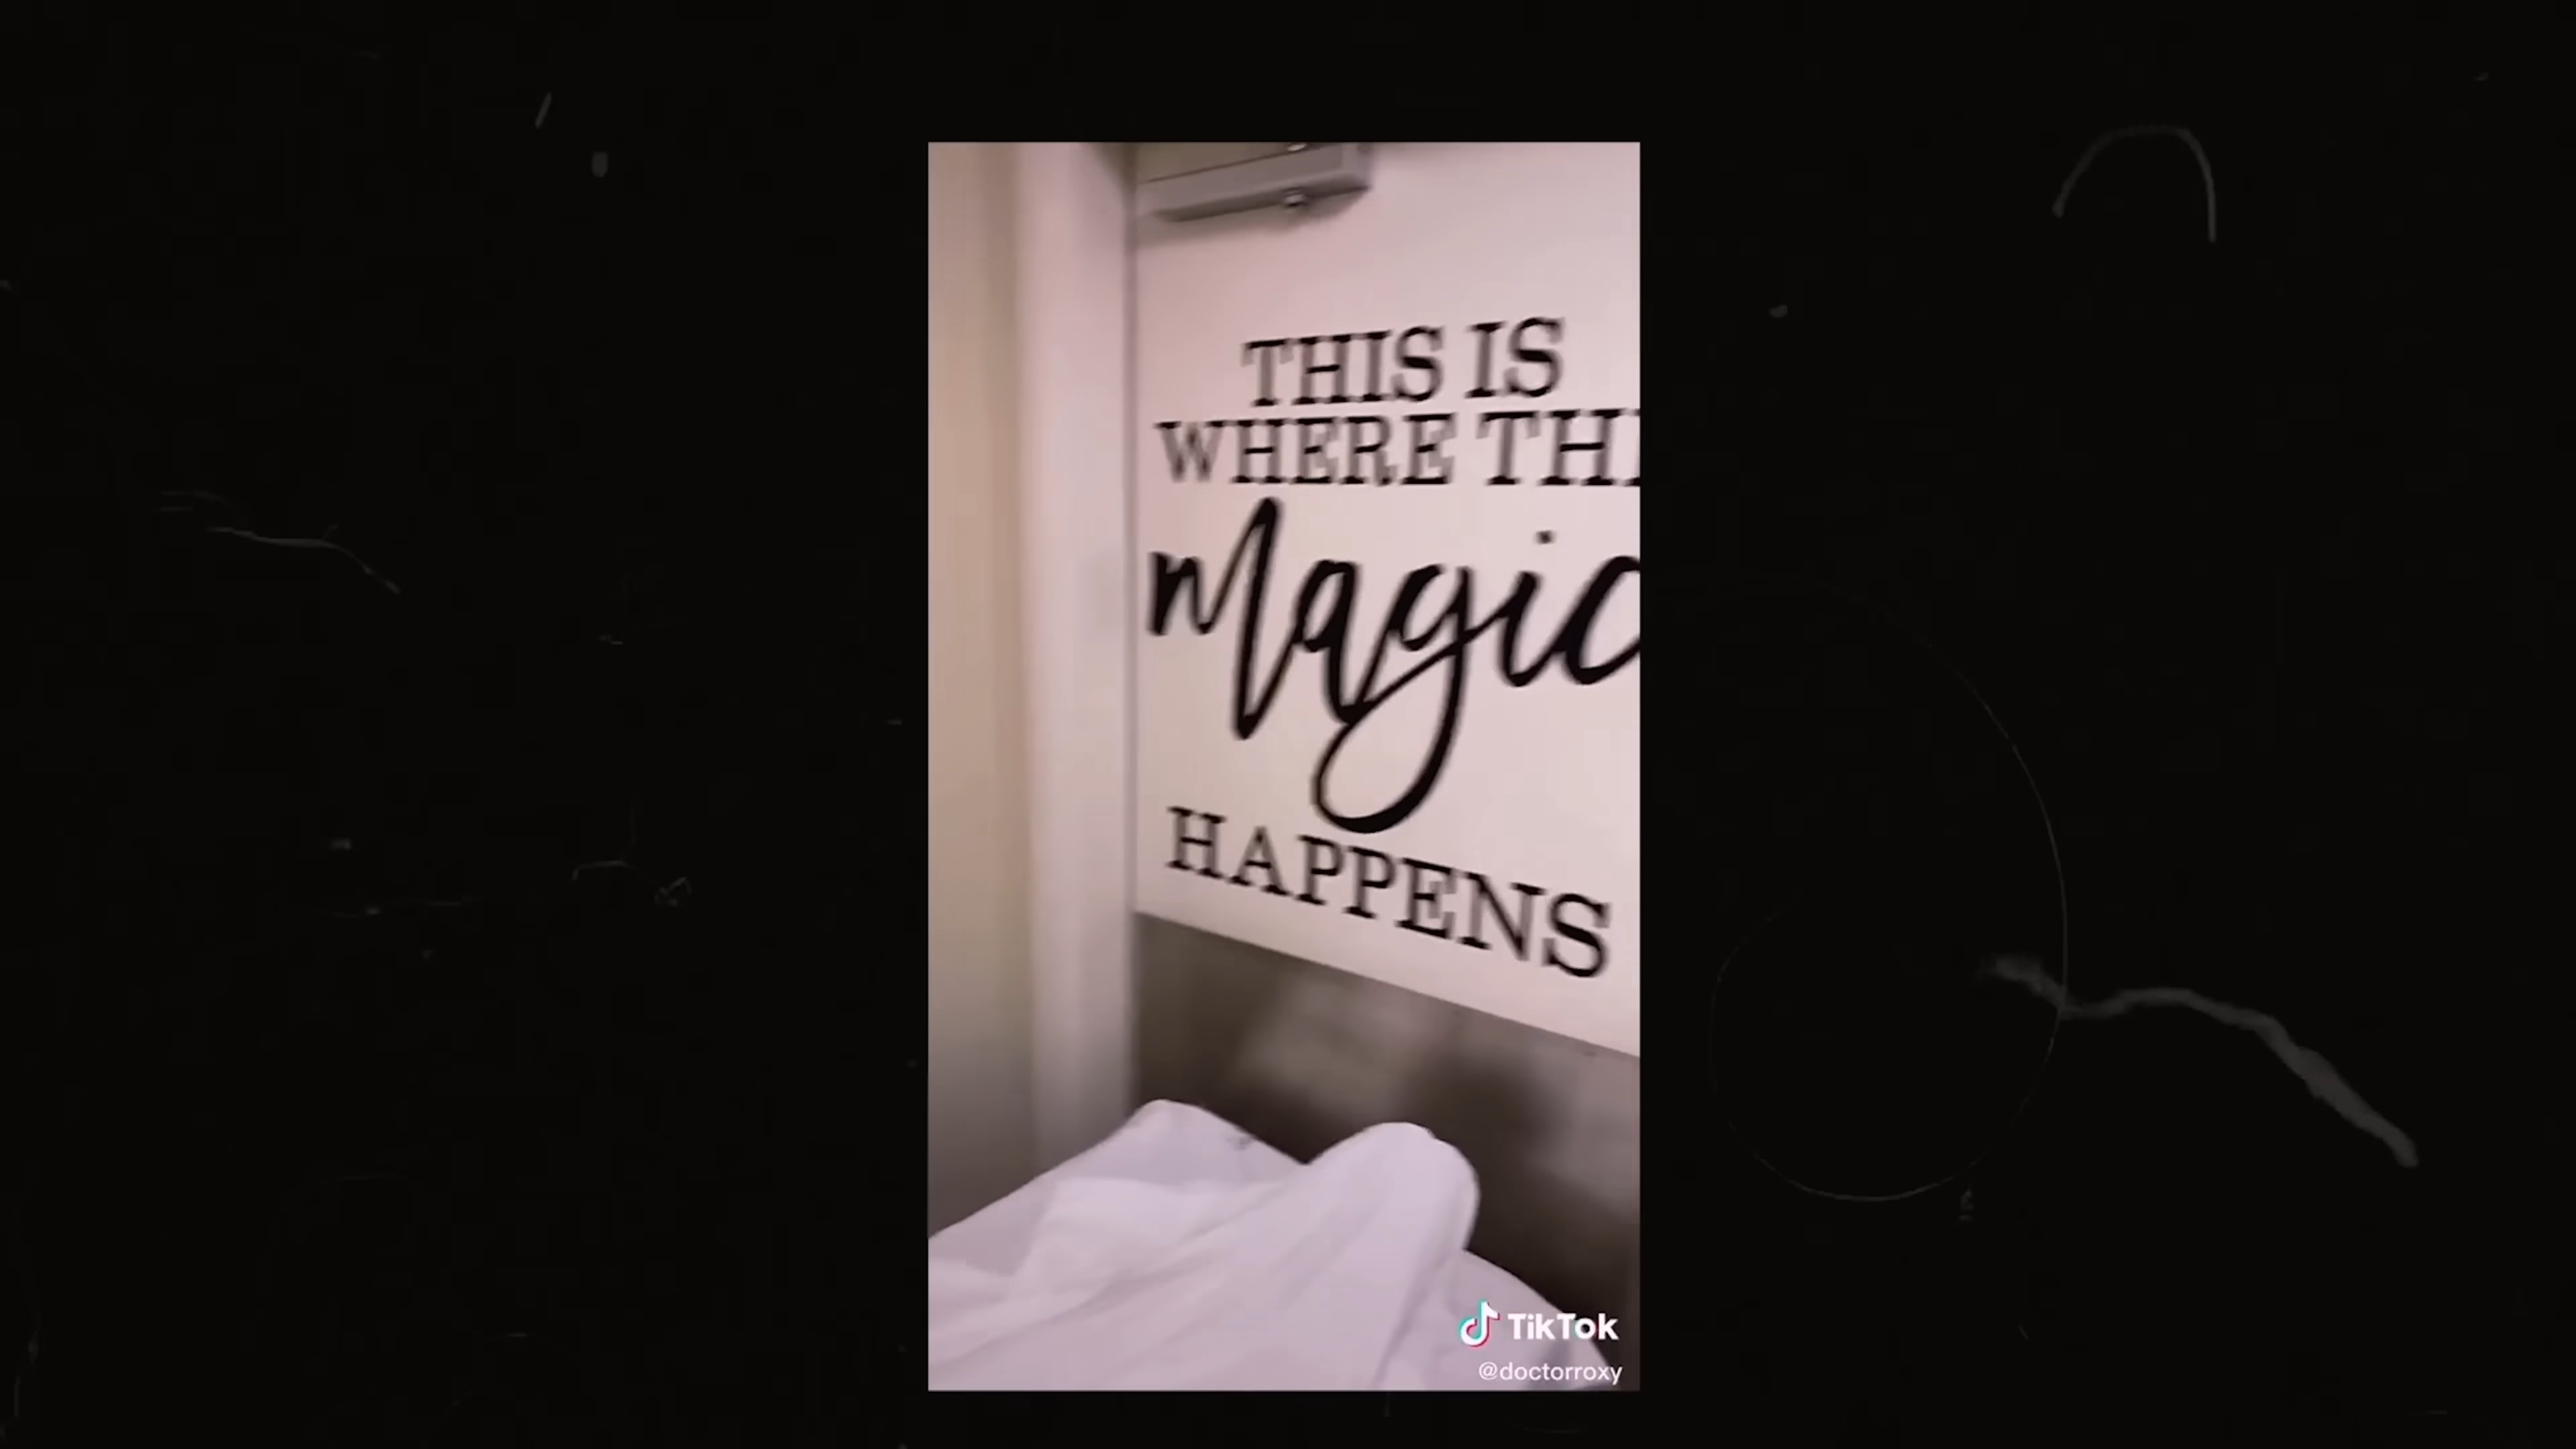 THIS IS
WHERE TH
Magic
HAPPENS
TikTok
@doctorroxy